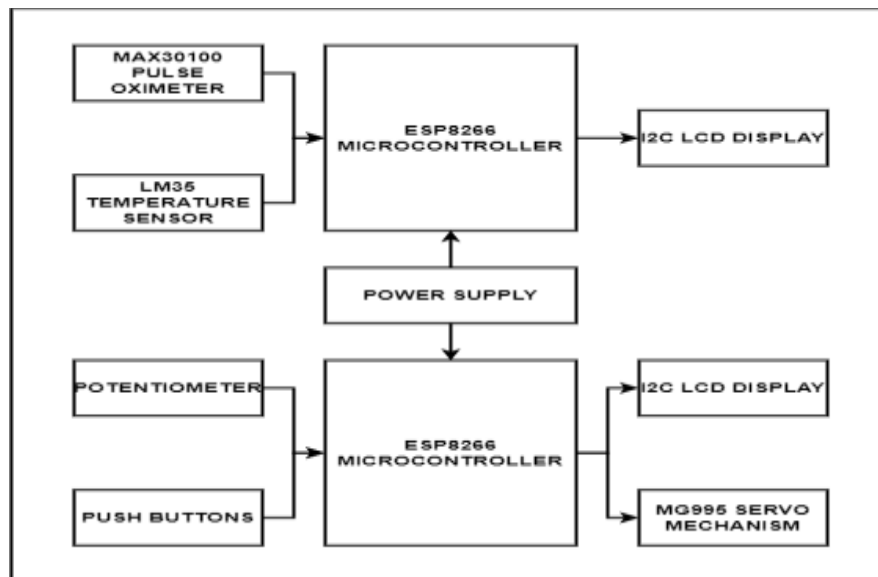 MAX30100
PULSE
OXIMETER
ESP8266
MICROCONTROLLER
I2C LCD DISPLAY
LM35
TEMPERATURE
SENSOR
POWER SUPPLY
POTENTIOMETER
I2C LCD DISPLAY
ESP8266
MICROCONTROLLER
PUSH BUTTONS
MG995 SERVO
MECHANISM